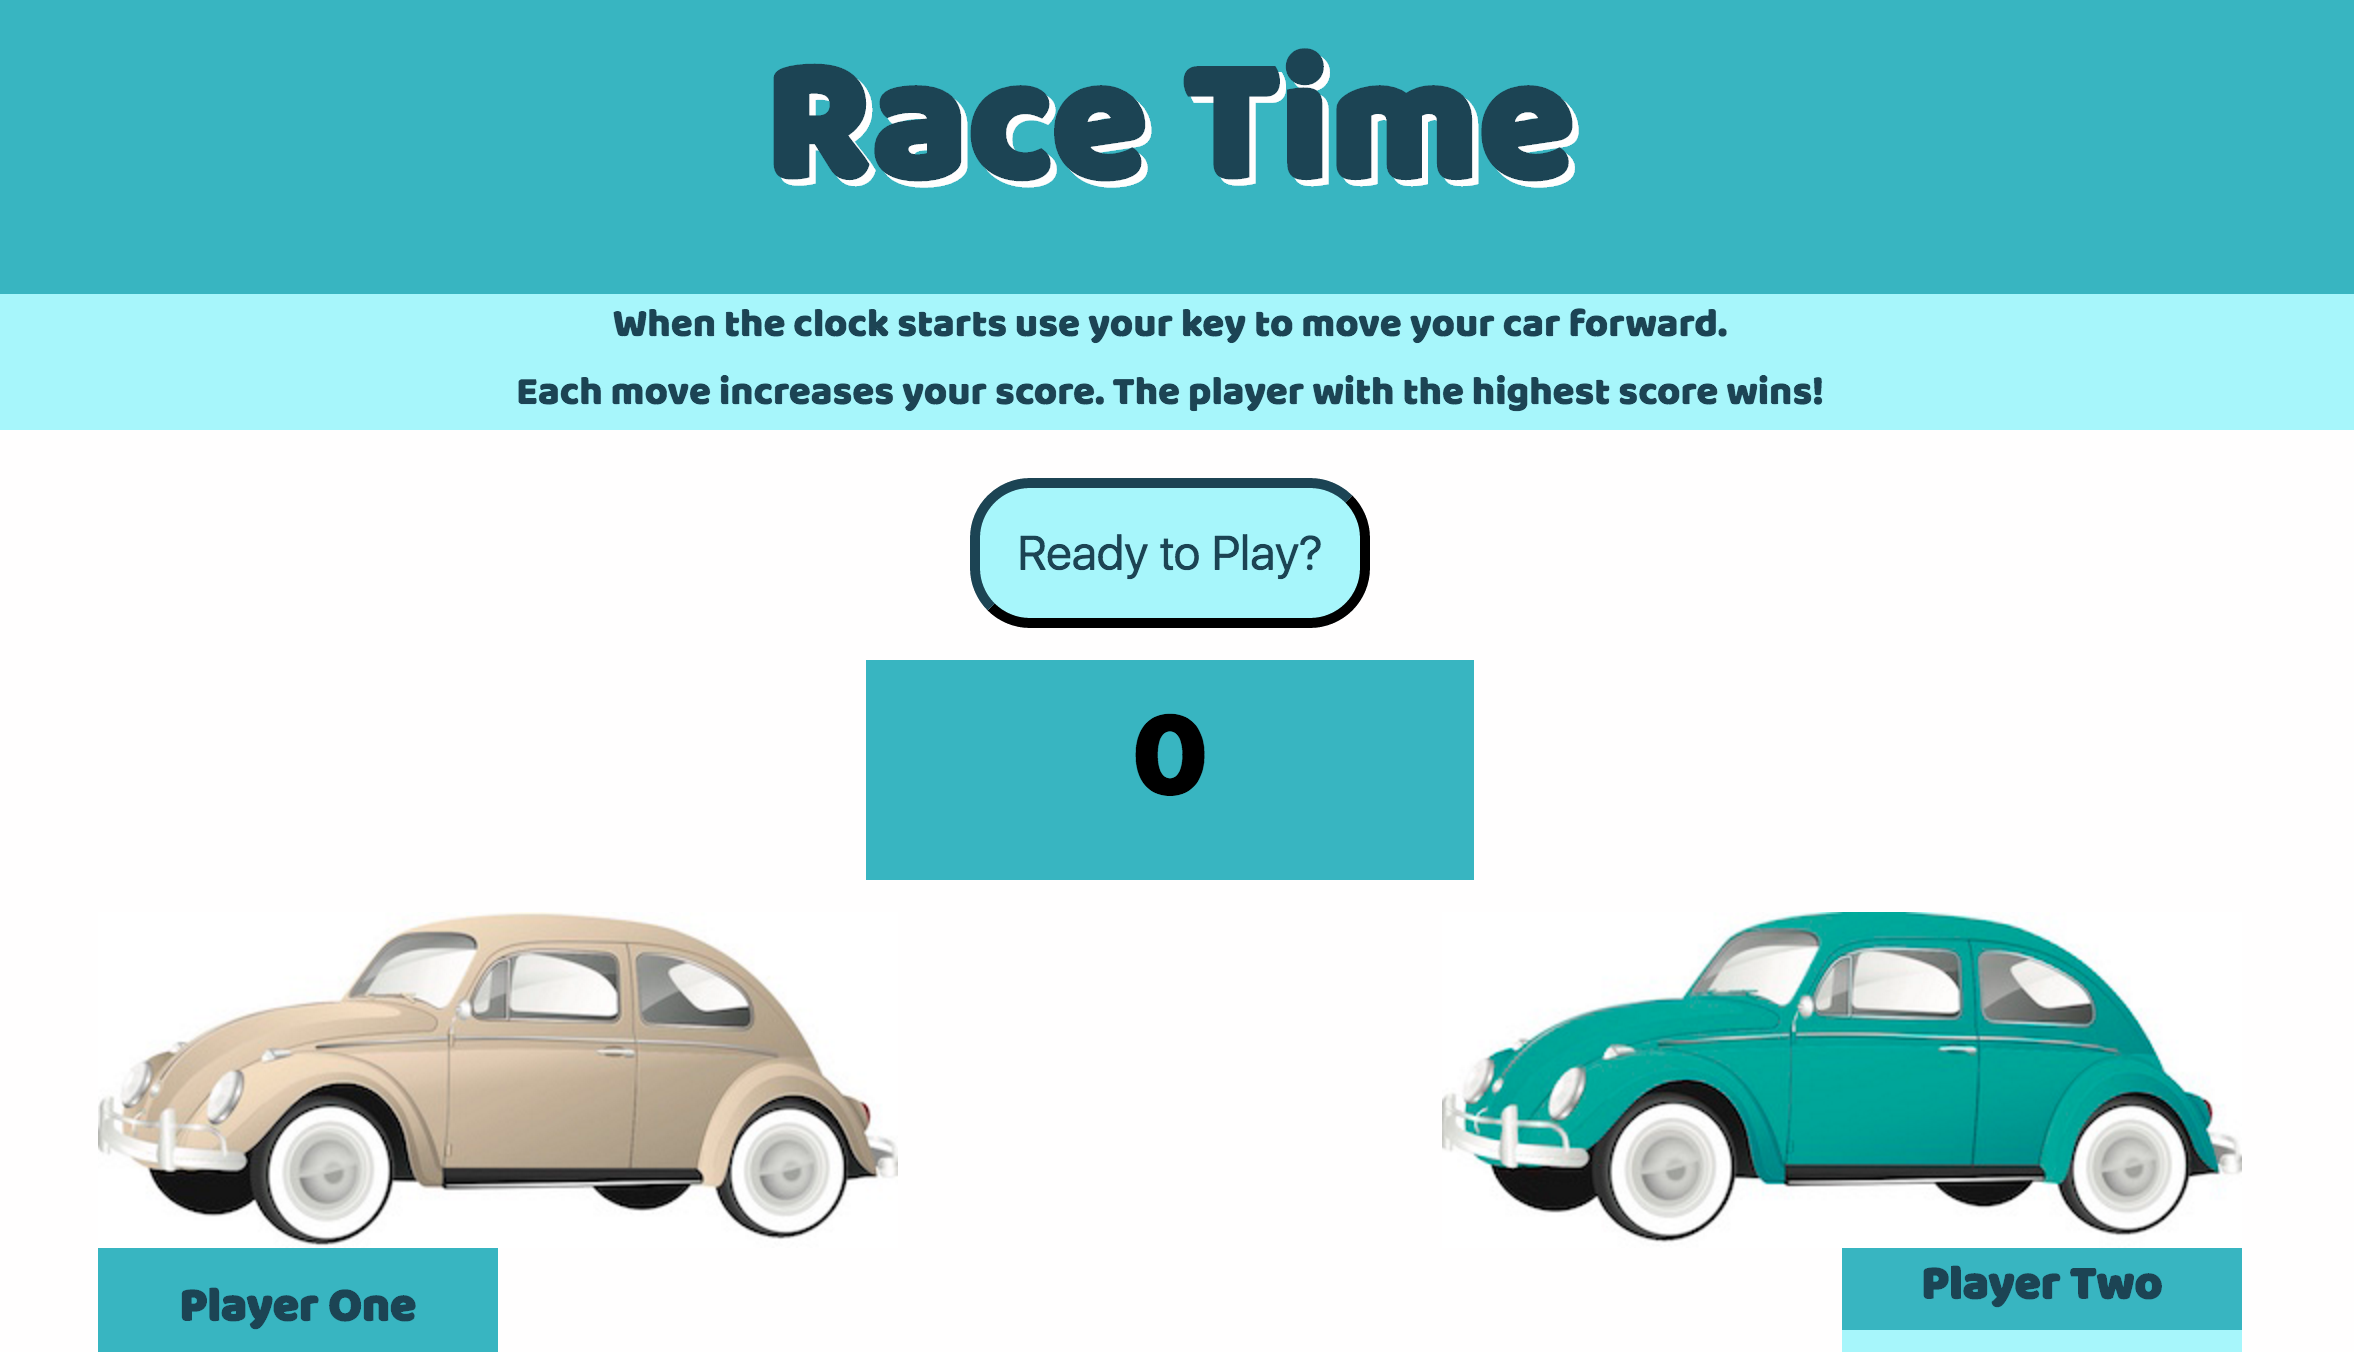 Race Time
When the clock starts use your key to move your car forward.
Each move increases your score. The player with the highest score wins!
Ready to Play?
0
Player One
Player Two